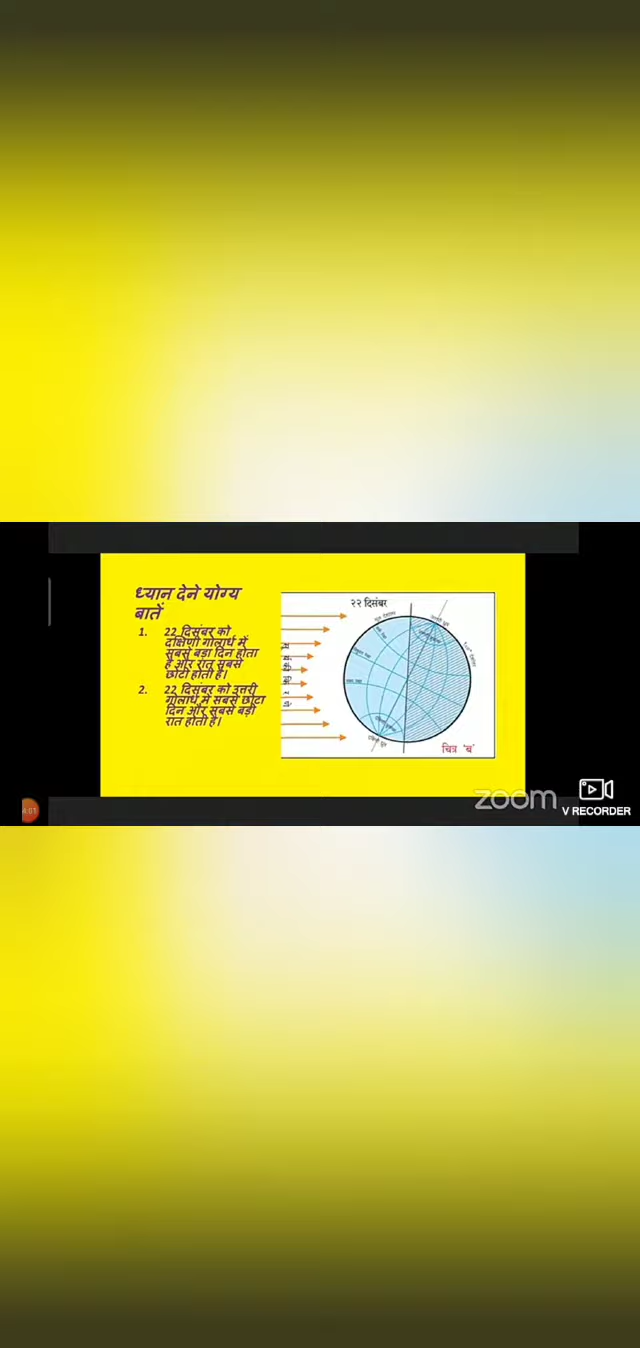 ध्यान देने योग्य
बातें
1. 22 दिसंबर को
दक्षिणी गोलार्ध में
सबसे बड़ा दिन होता
है और रात सबसे
छोटी होती है।
2. 22 दिसंबर को उत्तरी
गोलार्ध में सबसे छोटा
दिन और सबसे बड़ी
रात होती है।
२२ दिसंबर
चित्र 'ब'
zoom
V RECORDER